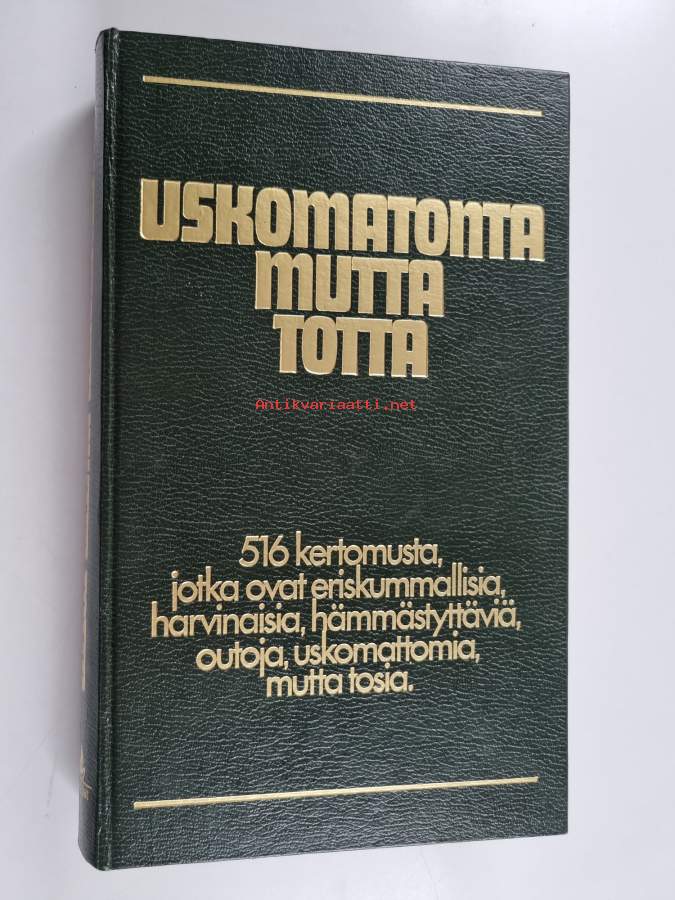 USKOMATONTA
MUTTA
TOTTA
Antikvariaatti.net
516 kertomusta,
jotka ovat eriskummallisia,
harvinaisia, hämmästyttäviä,
outoja, uskomattomia,
mutta tosia.